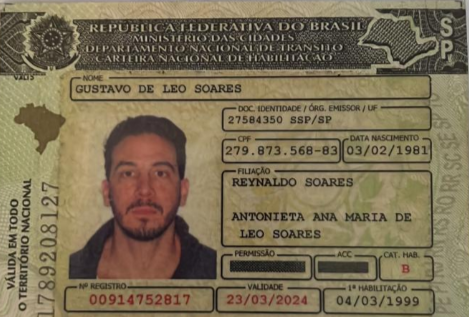 REPÚBLICA FEDERATIVA DO BRASIL
MINISTÉRIO DAS CIDADES
DEPARTAMENTO NACIONAL DE TRÂNSITO
CARTEIRA NACIONAL DE HABILITAÇÃO
SP
NOME
GUSTAVO DE LEO SOARES
DOC. IDENTIDADE / ÓRG. EMISSOR / UF
27584350 SSP/SP
CPF
DATA NASCIMENTO
279.873.568-83
03/02/1981
FILIAÇÃO
REYNALDO SOARES
ANTONIETA ANA MARIA DE
LEO SOARES
PERMISSÃO
ACC
CAT. HAB.
B
Nº REGISTRO
VALIDADE
1ª HABILITAÇÃO
00914752817
23/03/2024
04/03/1999
VÁLIDA EM TODO
O TERRITÓRIO NACIONAL
1789208127